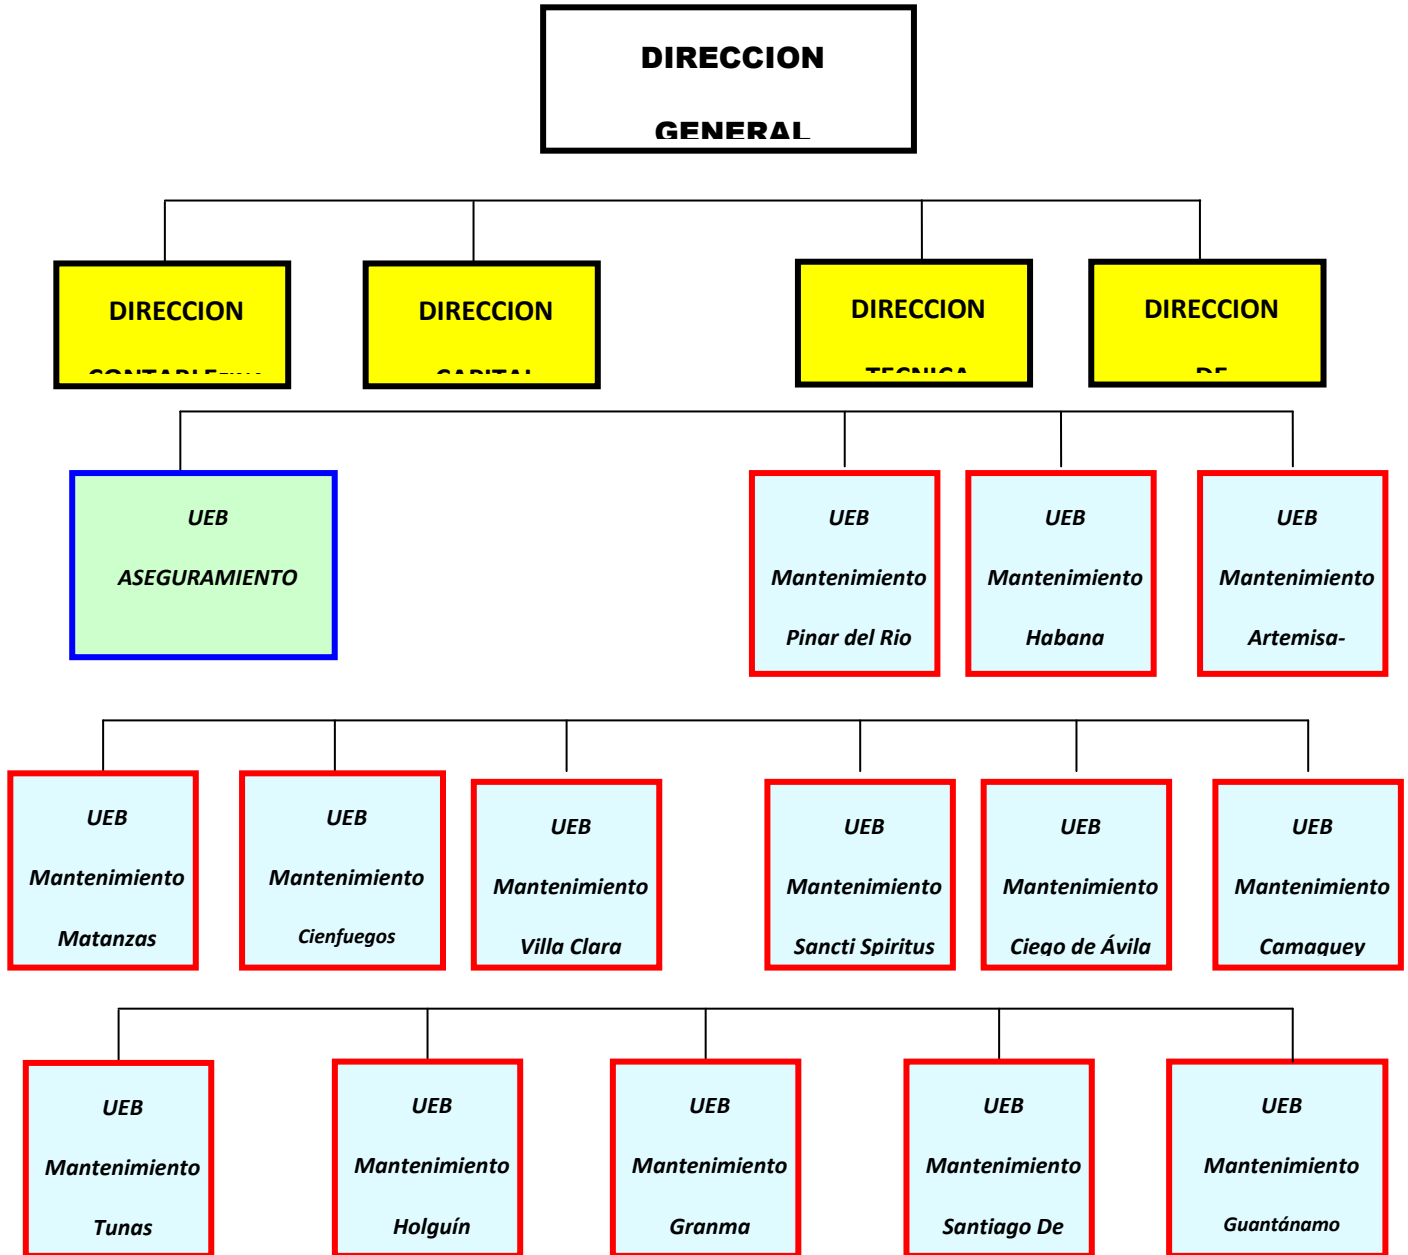 DIRECCION
GENERAL
DIRECCION
DIRECCION
CAPITAL
DIRECCION
TECNICA
DIRECCION
DE
UEB
ASEGURAMIENTO
UEB
Mantenimiento
Pinar del Rio
UEB
Mantenimiento
Habana
UEB
Mantenimiento
Artemisa-
UEB
Mantenimiento
Matanzas
UEB
Mantenimiento
Cienfuegos
UEB
Mantenimiento
Villa Clara
UEB
Mantenimiento
Sancti Spiritus
UEB
Mantenimiento
Ciego de Ávila
UEB
Mantenimiento
Camaguey
UEB
Mantenimiento
Tunas
UEB
Mantenimiento
Holguín
UEB
Mantenimiento
Granma
UEB
Mantenimiento
Santiago De
UEB
Mantenimiento
Guantánamo